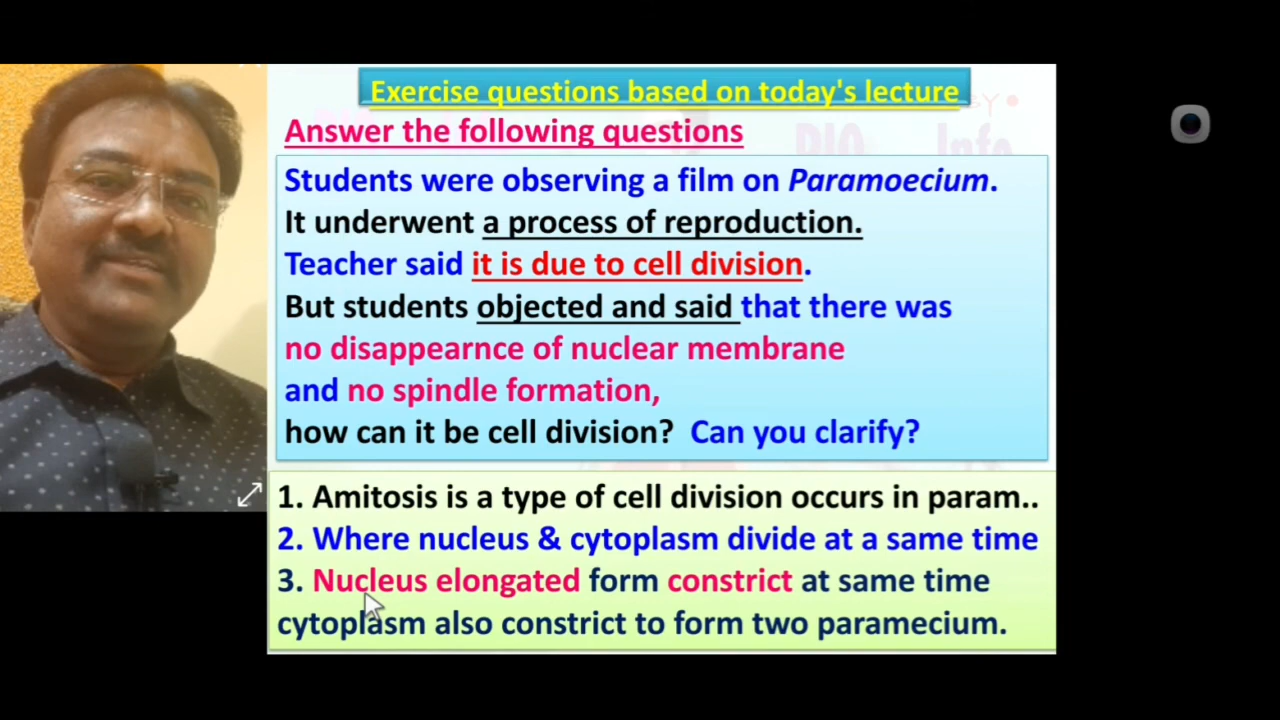 Exercise questions based on today's lecture
Answer the following questions
Students were observing a film on Paramoecium.
It underwent a process of reproduction.
Teacher said it is due to cell division.
But students objected and said that there was
no disappearnce of nuclear membrane
and no spindle formation,
how can it be cell division? Can you clarify?
1. Amitosis is a type of cell division occurs in param..
2. Where nucleus & cytoplasm divide at a same time
3. Nucleus elongated form constrict at same time
cytoplasm also constrict to form two paramecium.